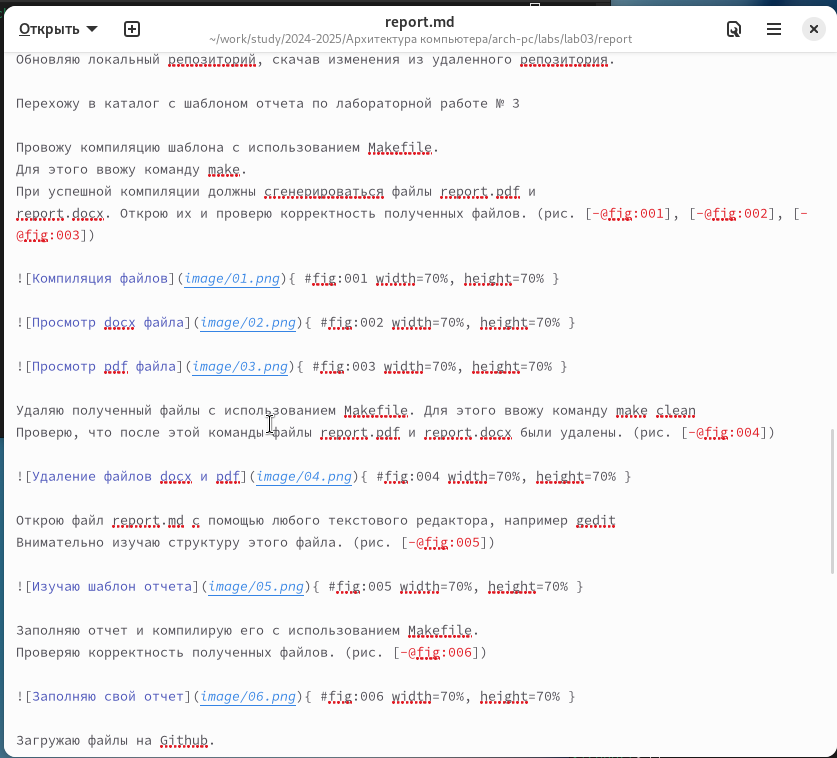 Открыть
report.md
~/work/study/2024-2025/Архитектура компьютера/arch-pc/labs/lab03/report
Обновляю локальный репозиторий, скачав изменения из удаленного репозитория.
Перехожу в каталог с шаблоном отчета по лабораторной работе № 3
Провожу компиляцию шаблона с использованием Makefile.
Для этого ввожу команду make.
При успешной компиляции должны сгенерироваться файлы report.pdf и
report.docx. Открою их и проверю корректность полученных файлов. (рис. [-@fig:001], [-@fig:002], [-
@fig:003])
![Компиляция файлов](image/01.png){ #fig:001 width=70%, height=70% }
![Просмотр docx файла](image/02.png){ #fig:002 width=70%, height=70% }
![Просмотр pdf файла](image/03.png){ #fig:003 width=70%, height=70% }
Удаляю полученный файлы с использованием Makefile. Для этого ввожу команду make clean
Проверю, что после этой команды файлы report.pdf и report.docx были удалены. (рис. [-@fig:004])
![Удаление файлов docx и pdf](image/04.png){ #fig:004 width=70%, height=70% }
Открою файл report.md c помощью любого текстового редактора, например gedit
Внимательно изучаю структуру этого файла. (рис. [-@fig:005])
![Изучаю шаблон отчета](image/05.png){ #fig:005 width=70%, height=70% }
Заполняю отчет и компилирую его с использованием Makefile.
Проверяю корректность полученных файлов. (рис. [-@fig:006])
![Заполняю свой отчет](image/06.png){ #fig:006 width=70%, height=70% }
Загружаю файлы на Github.